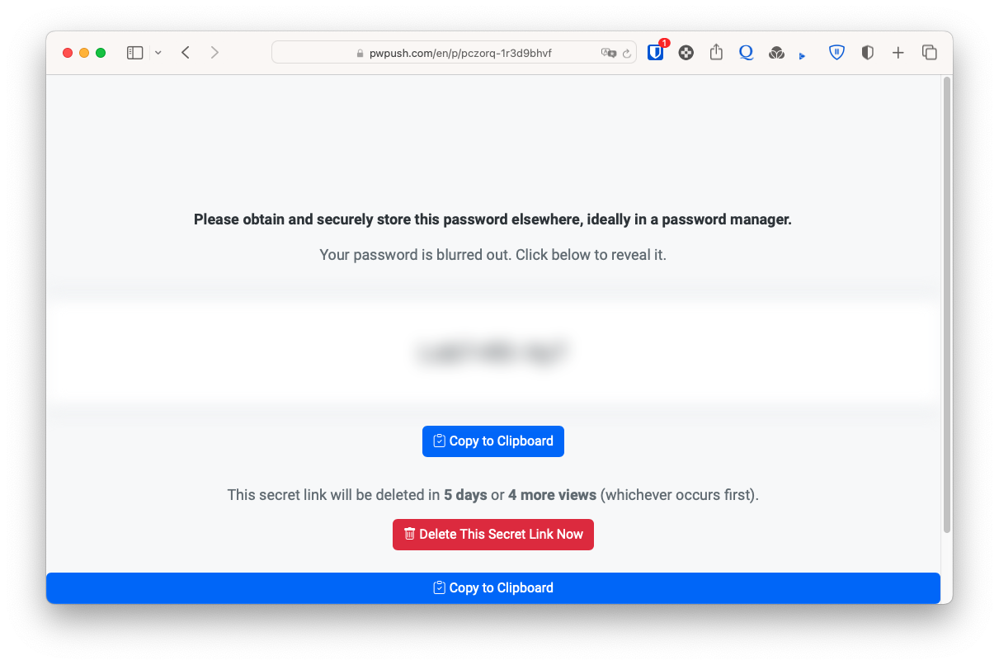 pwpush.com/en/p/pczorq-1r3d9bhvf
1
Please obtain and securely store this password elsewhere, ideally in a password manager.
Your password is blurred out. Click below to reveal it.
Copy to Clipboard
This secret link will be deleted in 5 days or 4 more views (whichever occurs first).
Delete This Secret Link Now
Copy to Clipboard